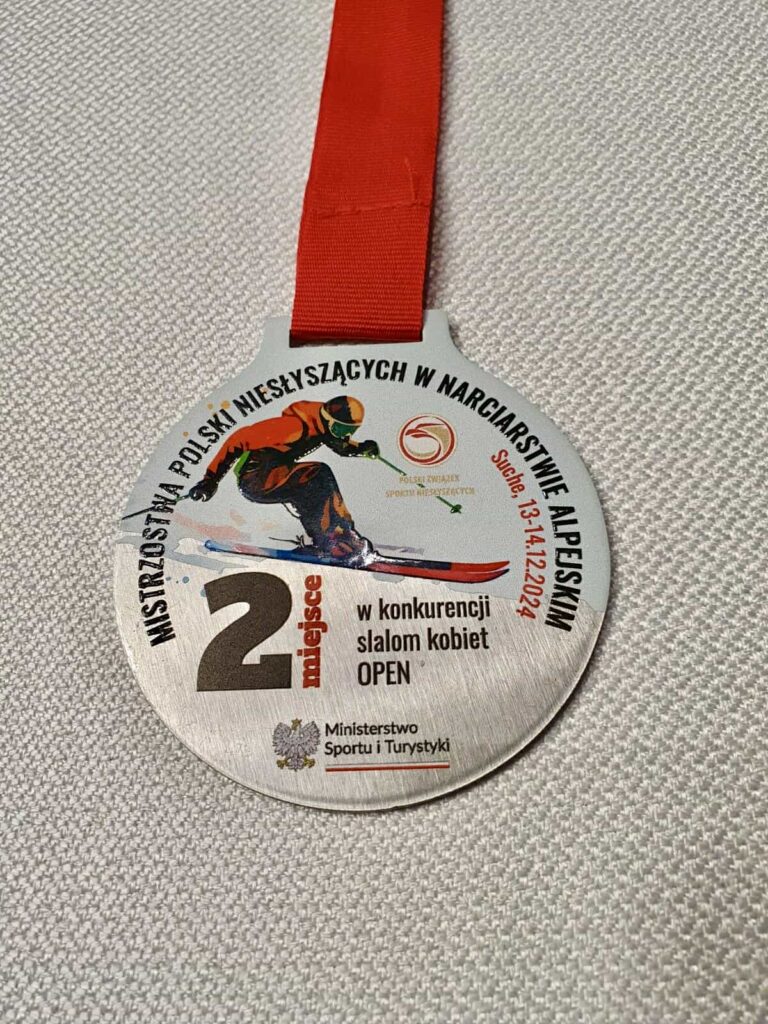 MISTRZOSTWA POLSKI NIESŁYSZĄCYCH W NARCIARSTWIE ALPEJSKIM
Suche, 13-14.12.2024
POLSKI ZWIĄZEK
SPORTU NIESŁYSZĄCYCH
2 miejsce
w konkurencji
slalom kobiet
OPEN
Ministerstwo
Sportu i Turystyki